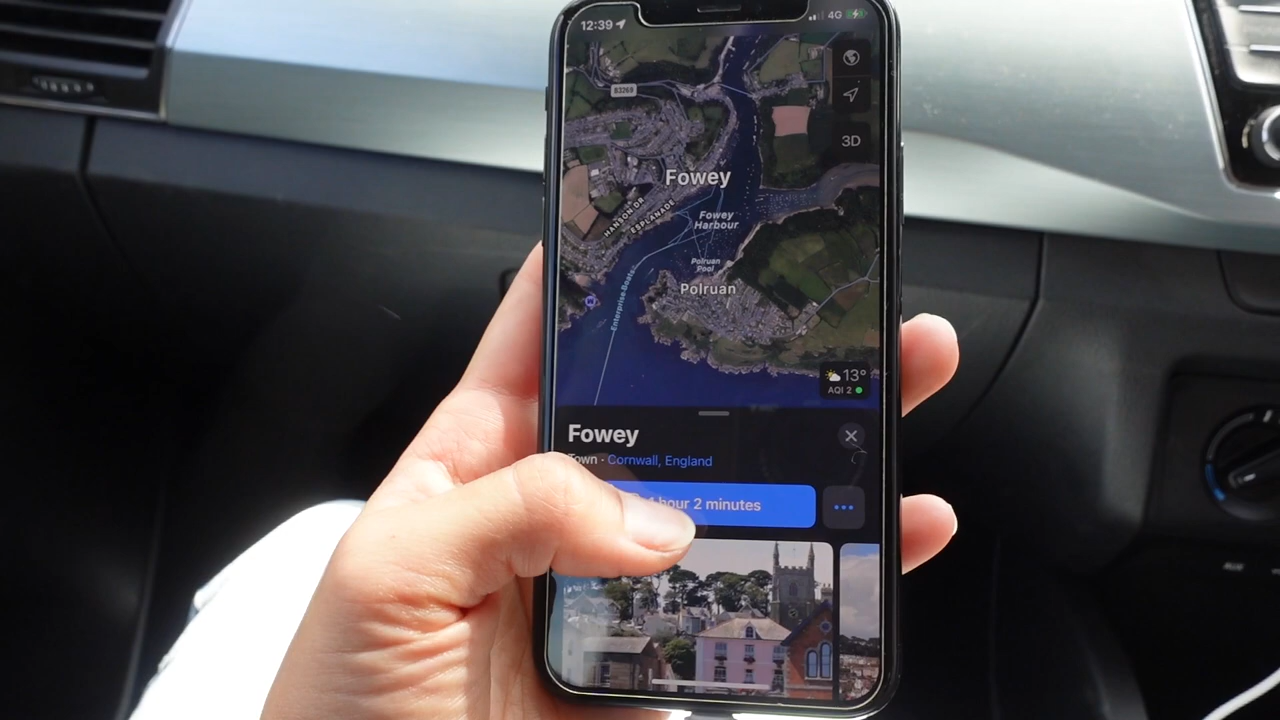 12:39
4G
B3269
3D
Fowey
HANSON DR
ESPLANADE
Fowey
Harbour
Polruan
Pool
Polruan
Enterprise Boats
13°
AQI 2
Fowey
Town · Cornwall, England
1 hour 2 minutes